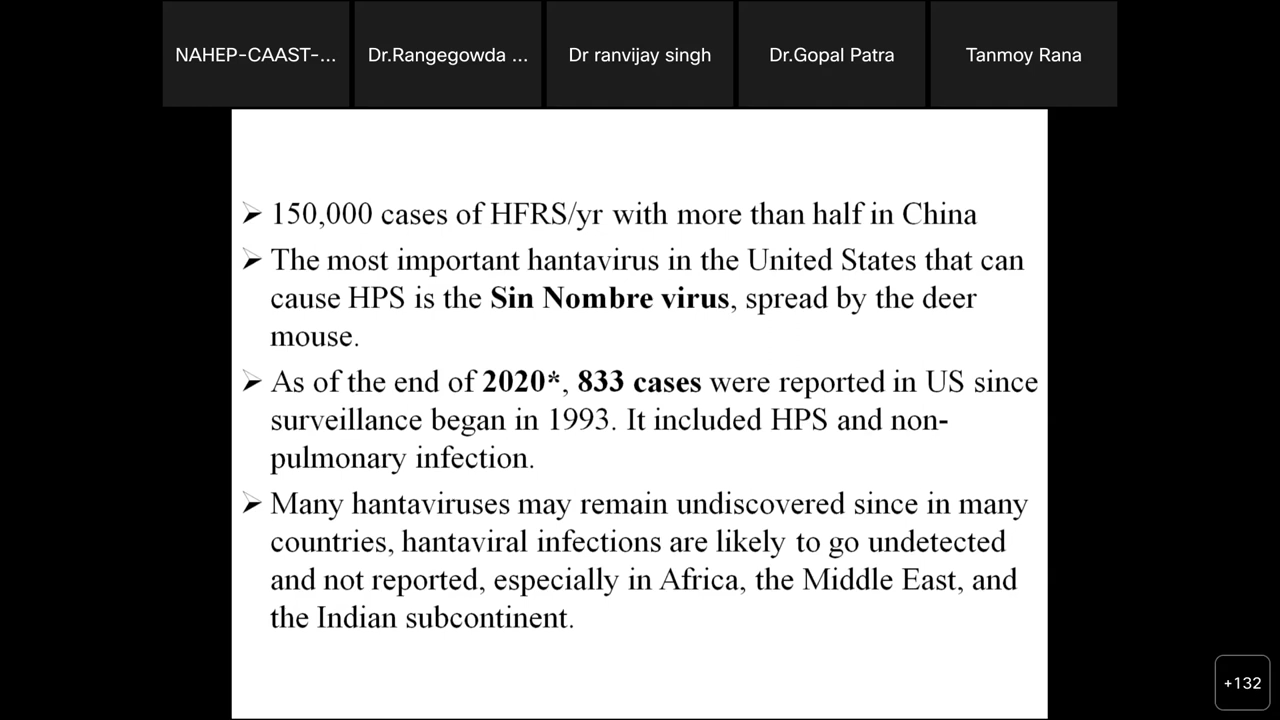 NAHEP-CAAST-...
Dr.Rangegowda ...
Dr ranvijay singh
Dr.Gopal Patra
Tanmoy Rana
➢ 150,000 cases of HFRS/yr with more than half in China
➢ The most important hantavirus in the United States that can
cause HPS is the Sin Nombre virus, spread by the deer
mouse.
➢ As of the end of 2020*, 833 cases were reported in US since
surveillance began in 1993. It included HPS and non-
pulmonary infection.
➢ Many hantaviruses may remain undiscovered since in many
countries, hantaviral infections are likely to go undetected
and not reported, especially in Africa, the Middle East, and
the Indian subcontinent.
+132